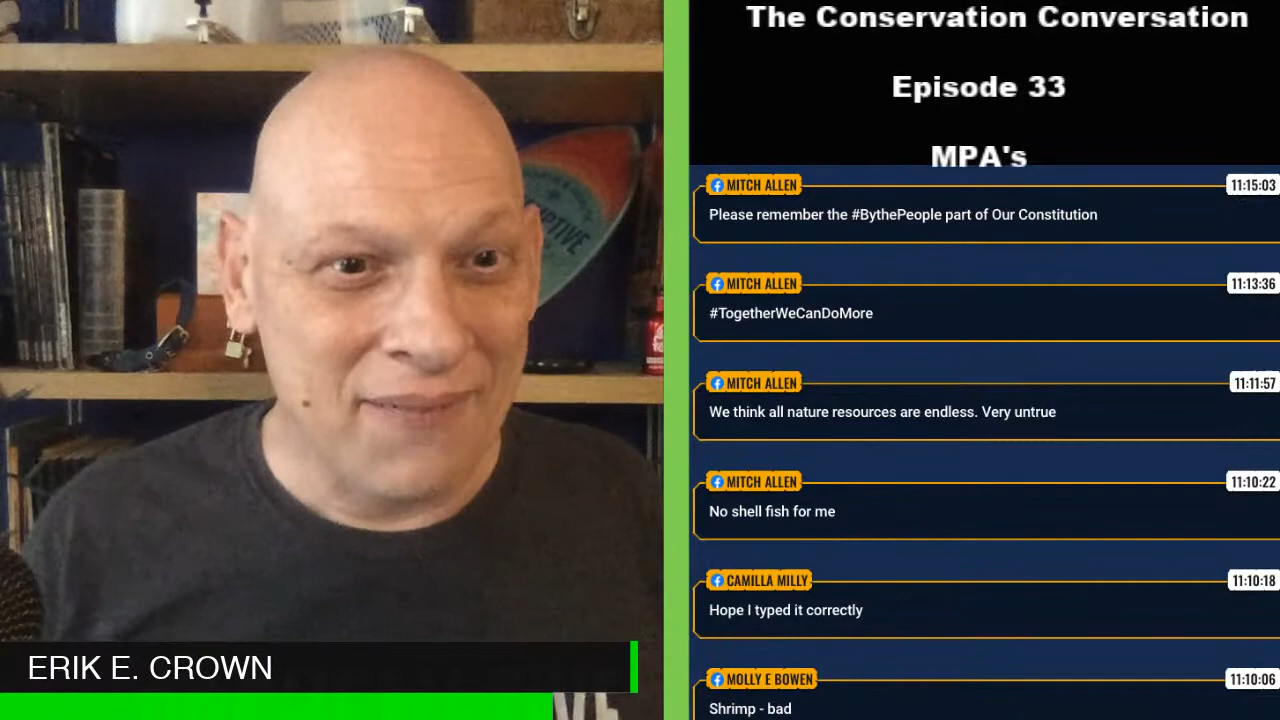 The Conservation Conversation
Episode 33
MPA's
MITCH ALLEN
11:15:03
Please remember the #BythePeople part of Our Constitution
MITCH ALLEN
11:13:36
#TogetherWeCanDoMore
MITCH ALLEN
11:11:57
We think all nature resources are endless. Very untrue
MITCH ALLEN
11:10:22
No shell fish for me
CAMILLA MILLY
11:10:18
Hope I typed it correctly
MOLLY E BOWEN
11:10:06
Shrimp - bad
ERIK E. CROWN